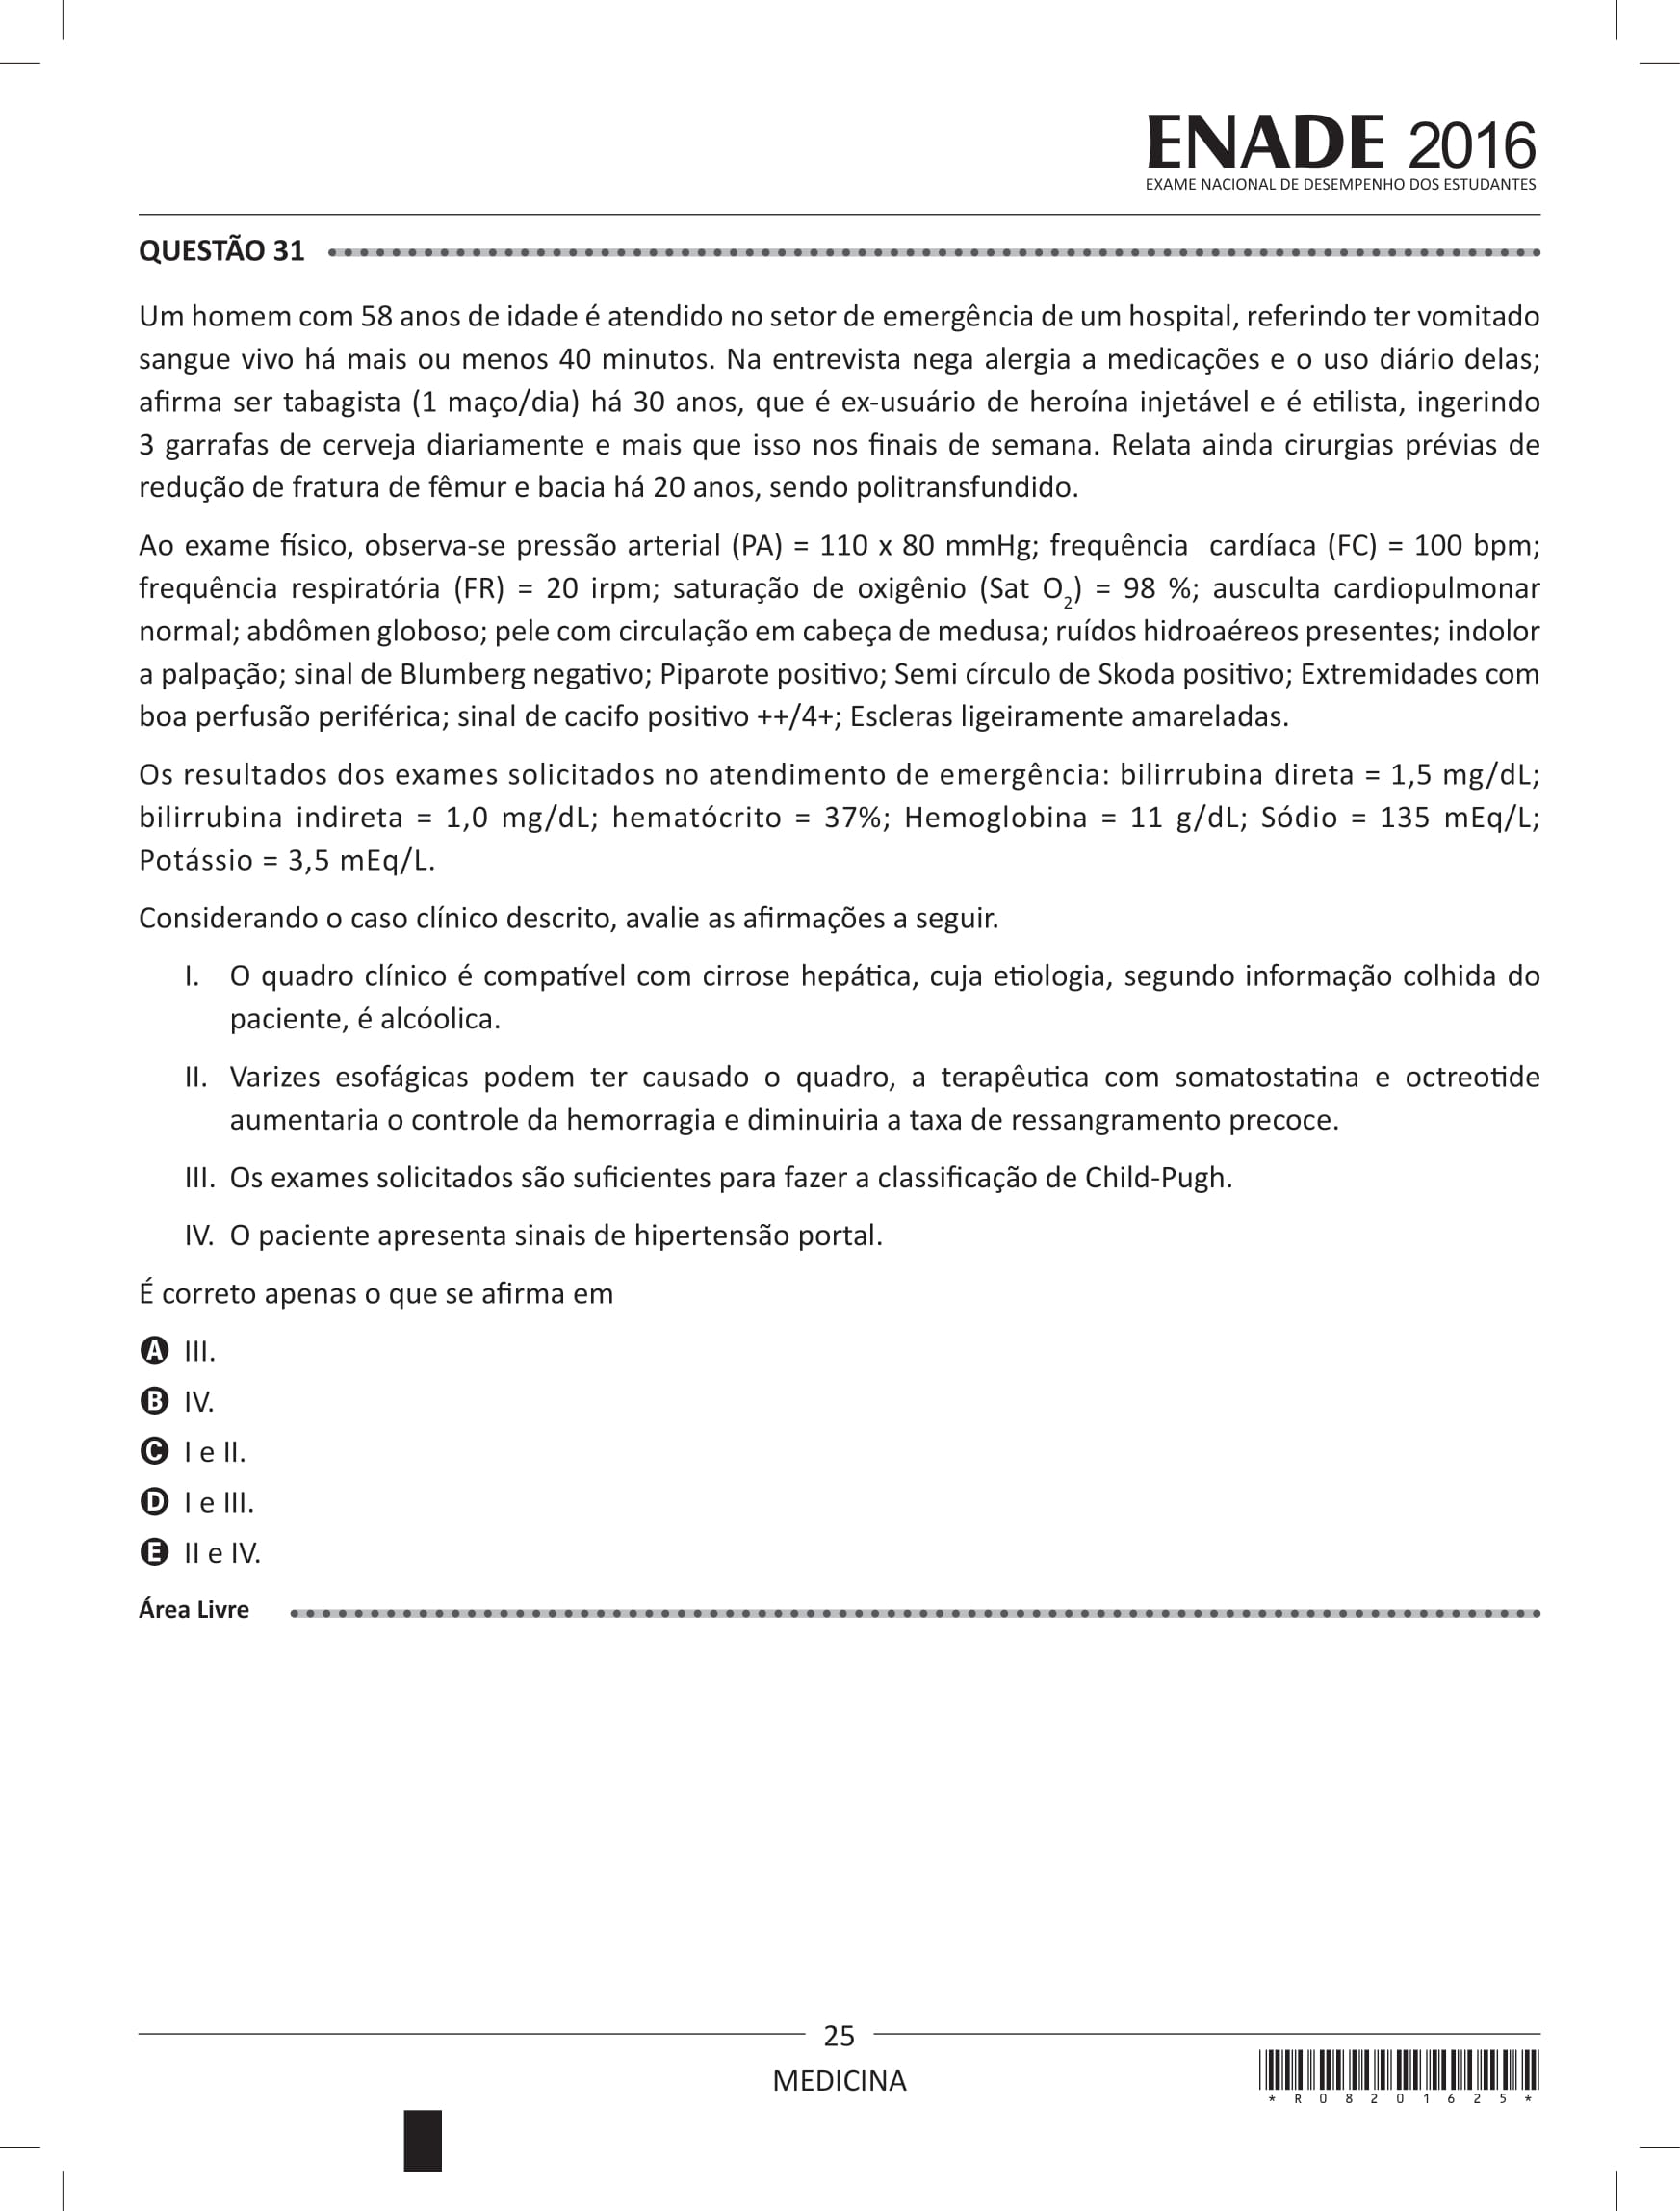 ENADE 2016
EXAME NACIONAL DE DESEMPENHO DOS ESTUDANTES
QUESTÃO 31
Um homem com 58 anos de idade é atendido no setor de emergência de um hospital, referindo ter vomitado
sangue vivo há mais ou menos 40 minutos. Na entrevista nega alergia a medicações e o uso diário delas;
afirma ser tabagista (1 maço/dia) há 30 anos, que é ex-usuário de heroína injetável e é etilista, ingerindo
3 garrafas de cerveja diariamente e mais que isso nos finais de semana. Relata ainda cirurgias prévias de
redução de fratura de fêmur e bacia há 20 anos, sendo politransfundido.
Ao exame físico, observa-se pressão arterial (PA) = 110 x 80 mmHg; frequência cardíaca (FC) = 100 bpm;
frequência respiratória (FR) = 20 irpm; saturação de oxigênio (Sat O₂) = 98 %; ausculta cardiopulmonar
normal; abdômen globoso; pele com circulação em cabeça de medusa; ruídos hidroaéreos presentes; indolor
a palpação; sinal de Blumberg negativo; Piparote positivo; Semi círculo de Skoda positivo; Extremidades com
boa perfusão periférica; sinal de cacifo positivo ++/4+; Escleras ligeiramente amareladas.
Os resultados dos exames solicitados no atendimento de emergência: bilirrubina direta = 1,5 mg/dL;
bilirrubina indireta = 1,0 mg/dL; hematócrito = 37%; Hemoglobina = 11 g/dL; Sódio = 135 mEq/L;
Potássio = 3,5 mEq/L.
Considerando o caso clínico descrito, avalie as afirmações a seguir.
I. O quadro clínico é compatível com cirrose hepática, cuja etiologia, segundo informação colhida do
paciente, é alcóolica.
II. Varizes esofágicas podem ter causado o quadro, a terapêutica com somatostatina e octreotide
aumentaria o controle da hemorragia e diminuiria a taxa de ressangramento precoce.
III. Os exames solicitados são suficientes para fazer a classificação de Child-Pugh.
IV. O paciente apresenta sinais de hipertensão portal.
É correto apenas o que se afirma em
A III.
B IV.
C I e II.
D I e III.
E II e IV.
Área Livre
25
MEDICINA
* R 0 8 2 0 1 6 2 5 *